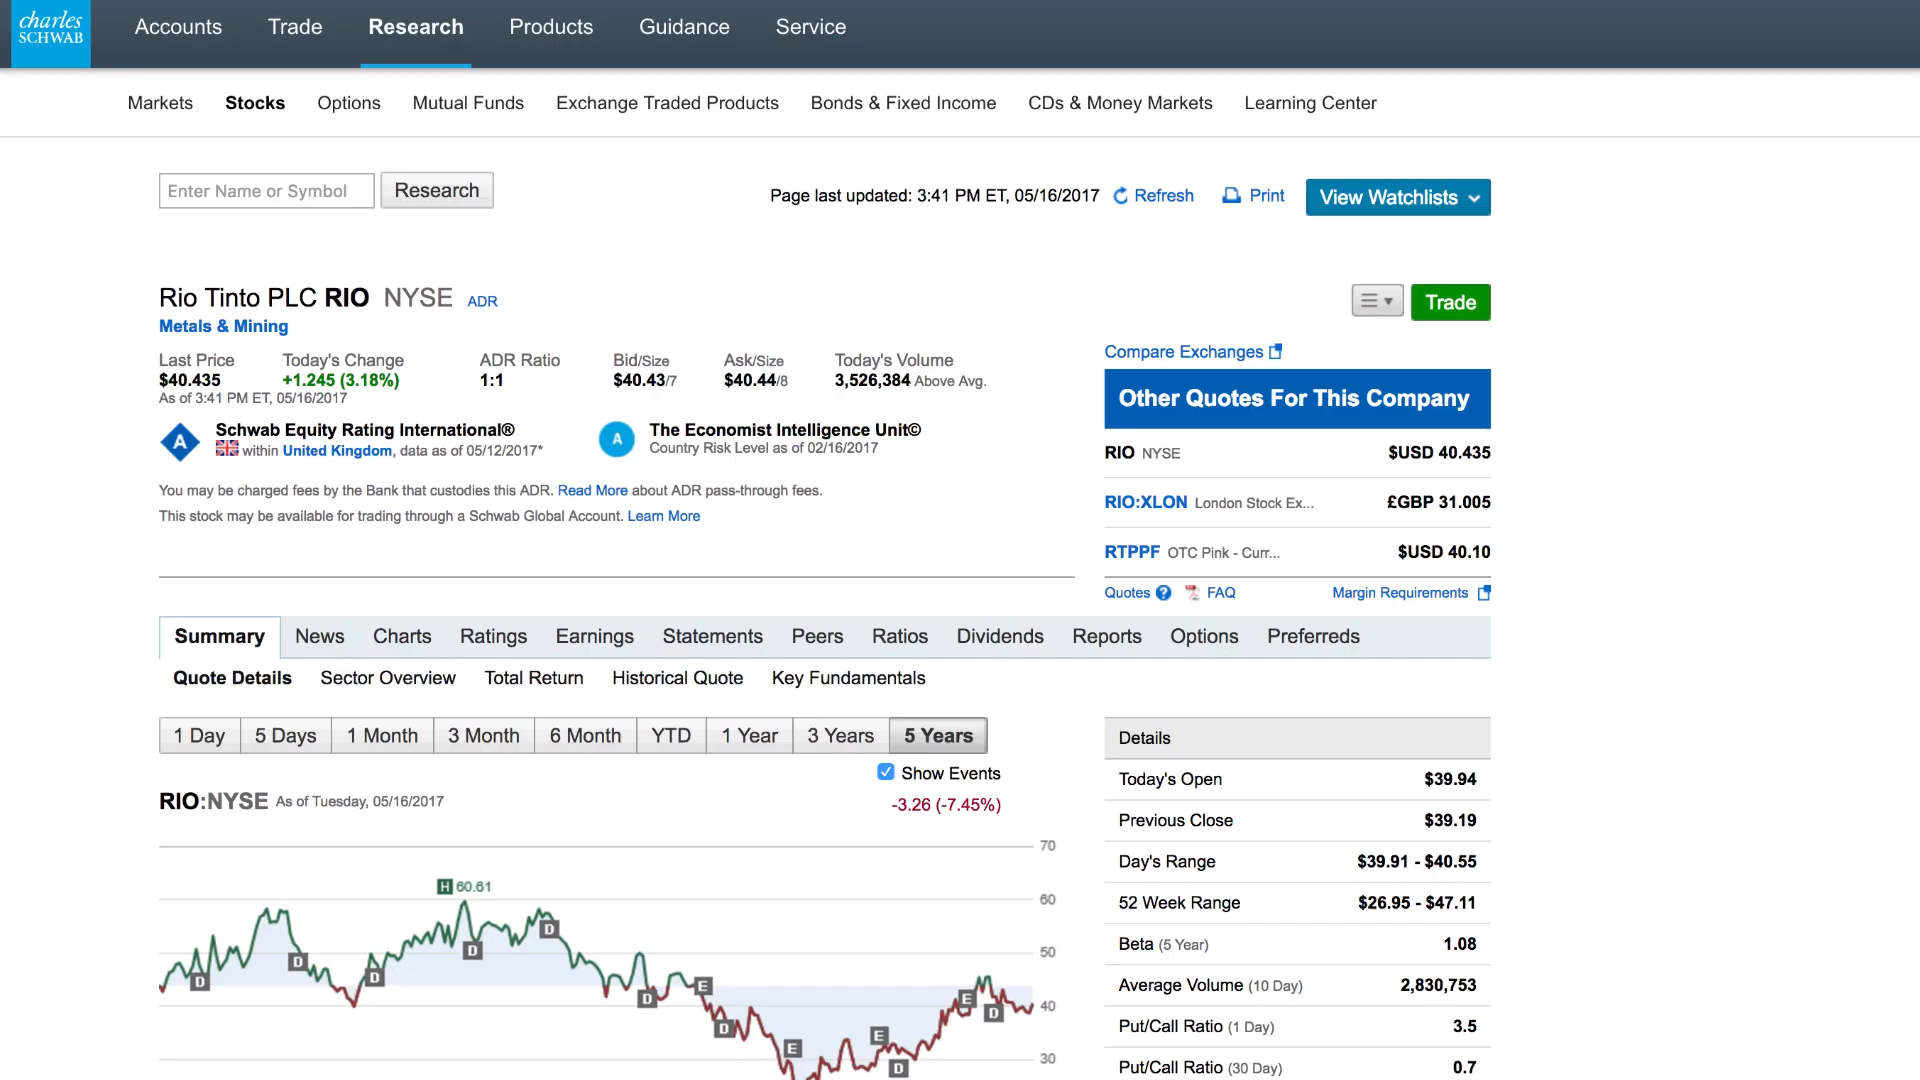 charles
SCHWAB
Accounts Trade Research Products Guidance Service
Markets Stocks Options Mutual Funds Exchange Traded Products Bonds & Fixed Income CDs & Money Markets Learning Center
Enter Name or Symbol Research Page last updated: 3:41 PM ET, 05/16/2017 Refresh Print View Watchlists
Rio Tinto PLC RIO NYSE ADR
Metals & Mining
Trade
Last Price Today's Change ADR Ratio Bid/Size Ask/Size Today's Volume
$40.435 +1.245 (3.18%) 1:1 $40.43/7 $40.44/8 3,526,384 Above Avg.
As of 3:41 PM ET, 05/16/2017
A Schwab Equity Rating International®
within United Kingdom, data as of 05/12/2017*
A The Economist Intelligence Unit©
Country Risk Level as of 02/16/2017
You may be charged fees by the Bank that custodies this ADR. Read More about ADR pass-through fees.
This stock may be available for trading through a Schwab Global Account. Learn More
Compare Exchanges
Other Quotes For This Company
RIO NYSE $USD 40.435
RIO:XLON London Stock Ex... £GBP 31.005
RTPPF OTC Pink - Curr... $USD 40.10
Quotes ? FAQ Margin Requirements
Summary News Charts Ratings Earnings Statements Peers Ratios Dividends Reports Options Preferreds
Quote Details Sector Overview Total Return Historical Quote Key Fundamentals
1 Day 5 Days 1 Month 3 Month 6 Month YTD 1 Year 3 Years 5 Years
Show Events
RIO:NYSE As of Tuesday, 05/16/2017 -3.26 (-7.45%)
70
H 60.61
60
D D
50
D D D
D E E
40
D D
E E
30
D
Details
Today's Open $39.94
Previous Close $39.19
Day's Range $39.91 - $40.55
52 Week Range $26.95 - $47.11
Beta (5 Year) 1.08
Average Volume (10 Day) 2,830,753
Put/Call Ratio (1 Day) 3.5
Put/Call Ratio (30 Day) 0.7